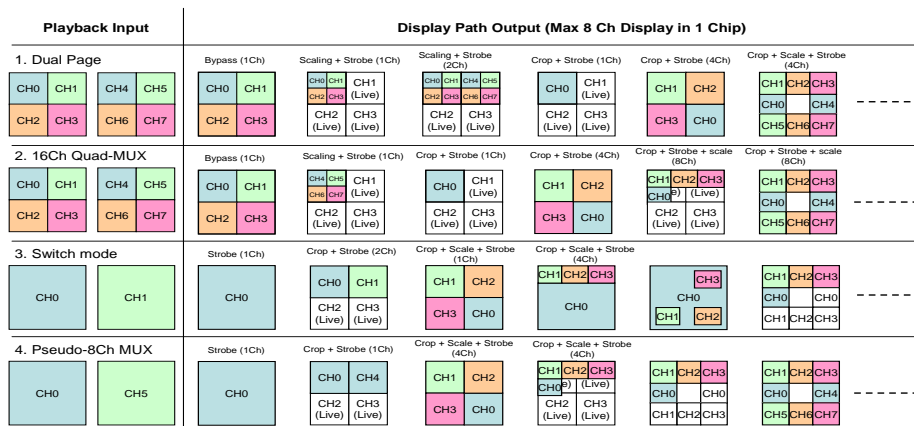 Playback Input
Display Path Output (Max 8 Ch Display in 1 Chip)
1. Dual Page
CH0 CH1
CH2 CH3
CH4 CH5
CH6 CH7
Bypass (1Ch)
CH0 CH1
CH2 CH3
Scaling + Strobe (1Ch)
CH0 CH1
CH2 CH3
CH1
(Live)
CH2
(Live)
CH3
(Live)
Scaling + Strobe
(2Ch)
CH0 CH1 CH4 CH5
CH2 CH3 CH6 CH7
CH2
(Live)
CH3
(Live)
Crop + Strobe (1Ch)
CH0
CH1
(Live)
CH2
(Live)
CH3
(Live)
Crop + Strobe (4Ch)
CH1 CH2
CH3 CH0
Crop + Scale + Strobe
(4Ch)
CH1 CH2 CH3
CH0 CH4
CH5 CH6 CH7
2. 16Ch Quad-MUX
CH0 CH1
CH2 CH3
CH4 CH5
CH6 CH7
Bypass (1Ch)
CH0 CH1
CH2 CH3
Scaling + Strobe (1Ch)
CH4 CH5
CH6 CH7
CH1
(Live)
CH2
(Live)
CH3
(Live)
Crop + Strobe (1Ch)
CH0
CH1
(Live)
CH2
(Live)
CH3
(Live)
Crop + Strobe (4Ch)
CH1 CH2
CH3 CH0
Crop + Strobe + scale
(8Ch)
CH1 CH2 CH3
CH0 e) (Live)
CH2
(Live)
CH3
(Live)
Crop + Strobe + scale
(8Ch)
CH1 CH2 CH3
CH0 CH4
CH5 CH6 CH7
3. Switch mode
CH0
CH1
Strobe (1Ch)
CH0
Crop + Strobe (2Ch)
CH0 CH1
CH2
(Live)
CH3
(Live)
Crop + Scale + Strobe
(1Ch)
CH1 CH2
CH3 CH0
Crop + Scale + Strobe
(4Ch)
CH1 CH2 CH3
CH0
CH3
CH0
CH1 CH2
CH1 CH2 CH3
CH0 CH0
CH1 CH2 CH3
4. Pseudo-8Ch MUX
CH0
CH5
Strobe (1Ch)
CH0
Crop + Strobe (1Ch)
CH0 CH4
CH2
(Live)
CH3
(Live)
Crop + Scale + Strobe
(4Ch)
CH1 CH2
CH3 CH0
Crop + Scale + Strobe
(4Ch)
CH1 CH2 CH3
CH0 e) (Live)
CH2
(Live)
CH3
(Live)
CH1 CH2 CH3
CH0 CH0
CH1 CH2 CH3
CH1 CH2 CH3
CH0 CH4
CH5 CH6 CH7